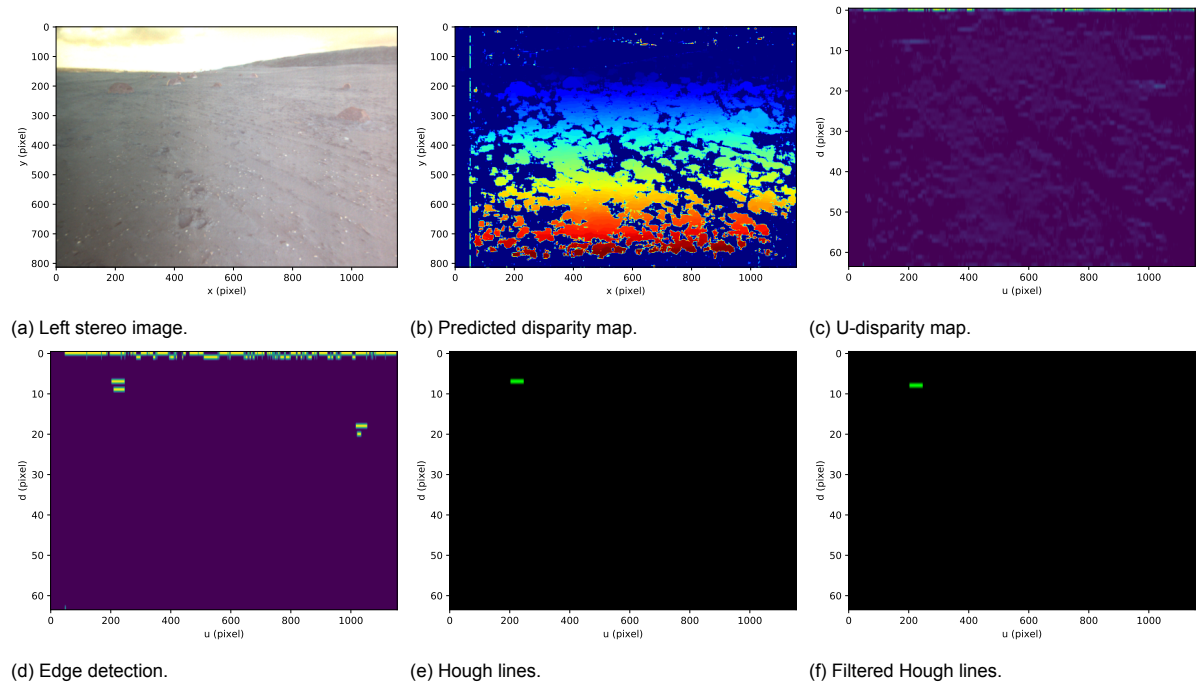 0
100
200
300
400
500
600
700
800
y (pixel)
0 200 400 600 800 1000
x (pixel)
(a) Left stereo image.
0
100
200
300
400
500
600
700
800
y (pixel)
0 200 400 600 800 1000
x (pixel)
(b) Predicted disparity map.
0
10
20
30
40
50
60
d (pixel)
0 200 400 600 800 1000
u (pixel)
(c) U-disparity map.
0
10
20
30
40
50
60
d (pixel)
0 200 400 600 800 1000
u (pixel)
(d) Edge detection.
0
10
20
30
40
50
60
d (pixel)
0 200 400 600 800 1000
u (pixel)
(e) Hough lines.
0
10
20
30
40
50
60
d (pixel)
0 200 400 600 800 1000
u (pixel)
(f) Filtered Hough lines.